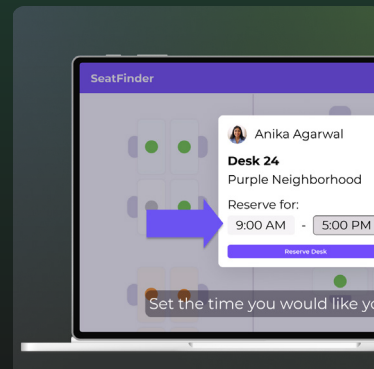 SeatFinder
Anika Agarwal
Desk 24
Purple Neighborhood
Reserve for:
9:00 AM - 5:00 PM
Reserve Desk
Set the time you would like yo